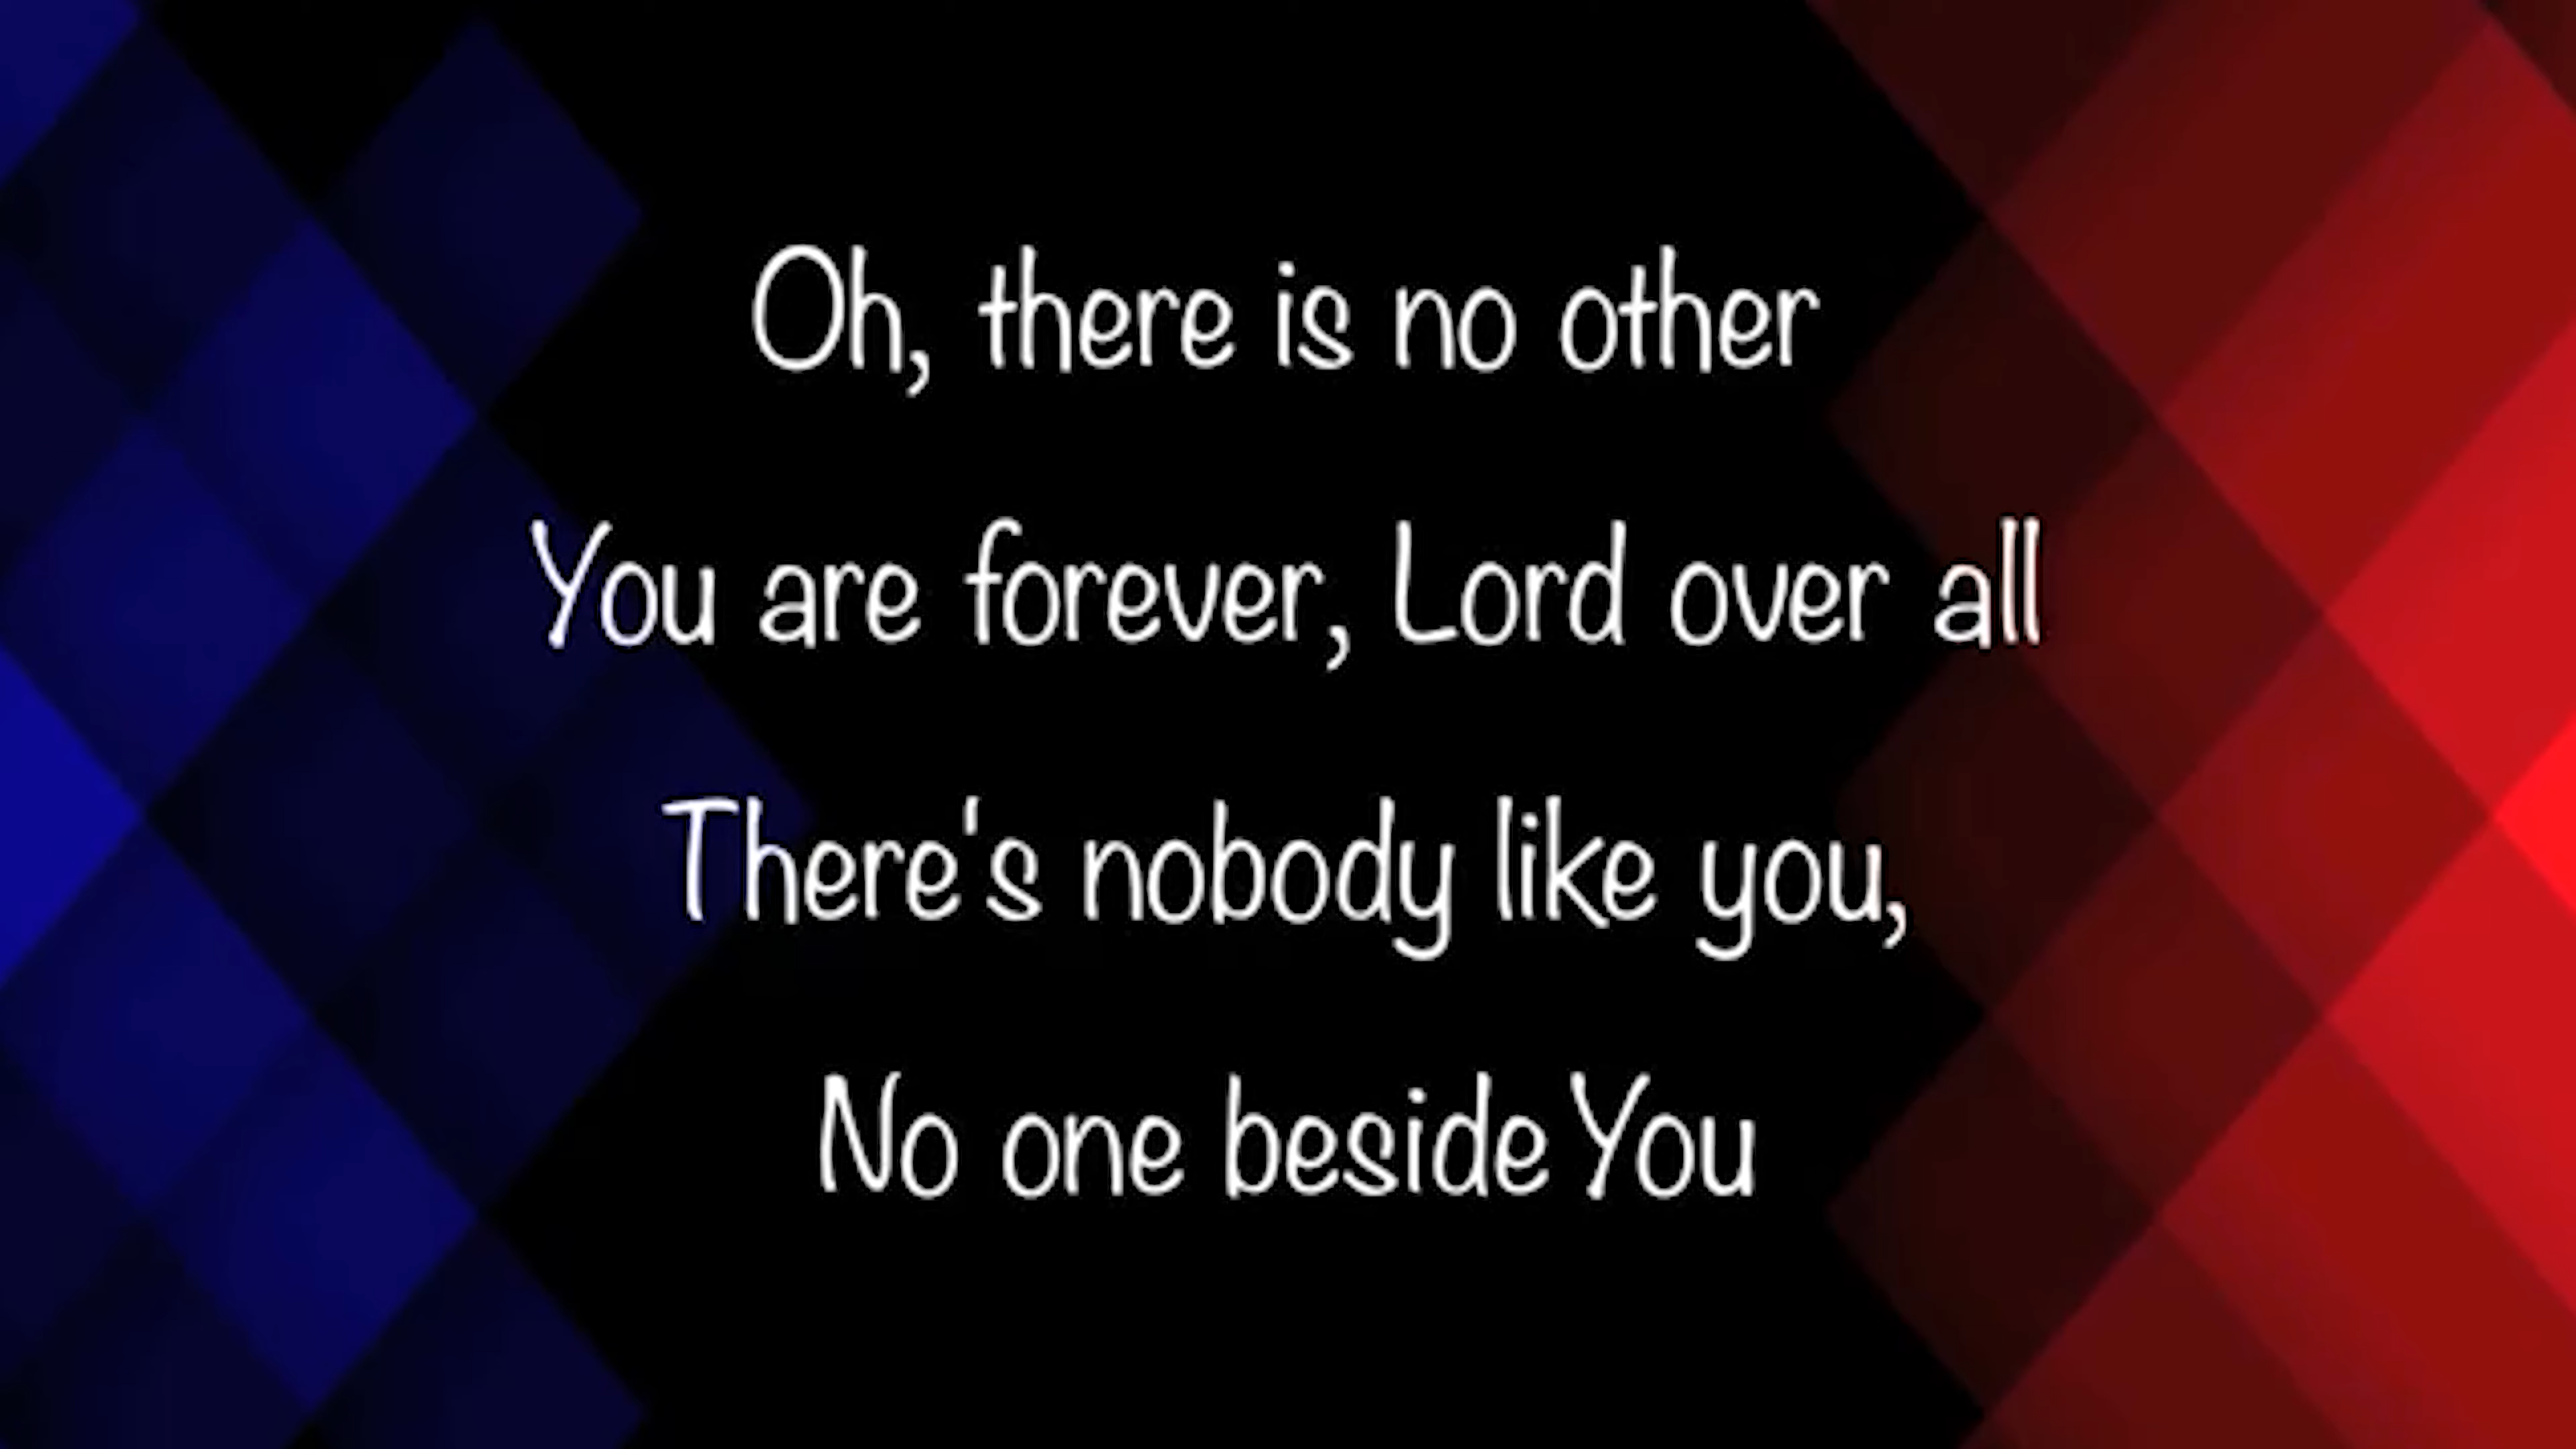 Oh, there is no other
You are forever, Lord over all
There's nobody like you,
No one beside You